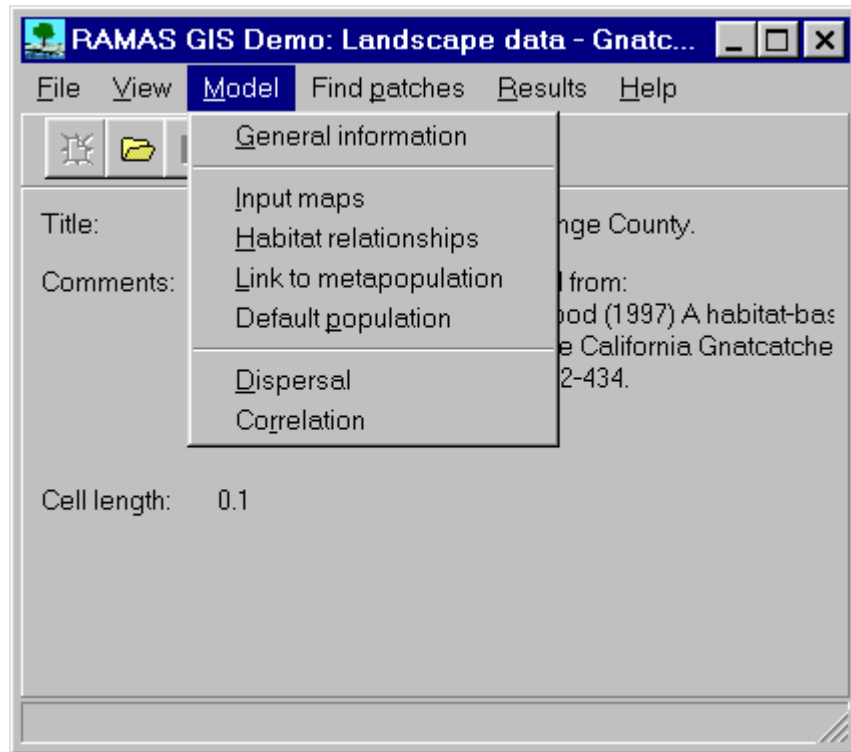 RAMAS GIS Demo: Landscape data - Gnatc...
File View Model Find patches Results Help
General information
Input maps
Title: nge County.
Habitat relationships
Comments: from:
Link to metapopulation
ood (1997) A habitat-bas
Default population
e California Gnatcatche
Dispersal 2-434.
Correlation
Cell length: 0.1